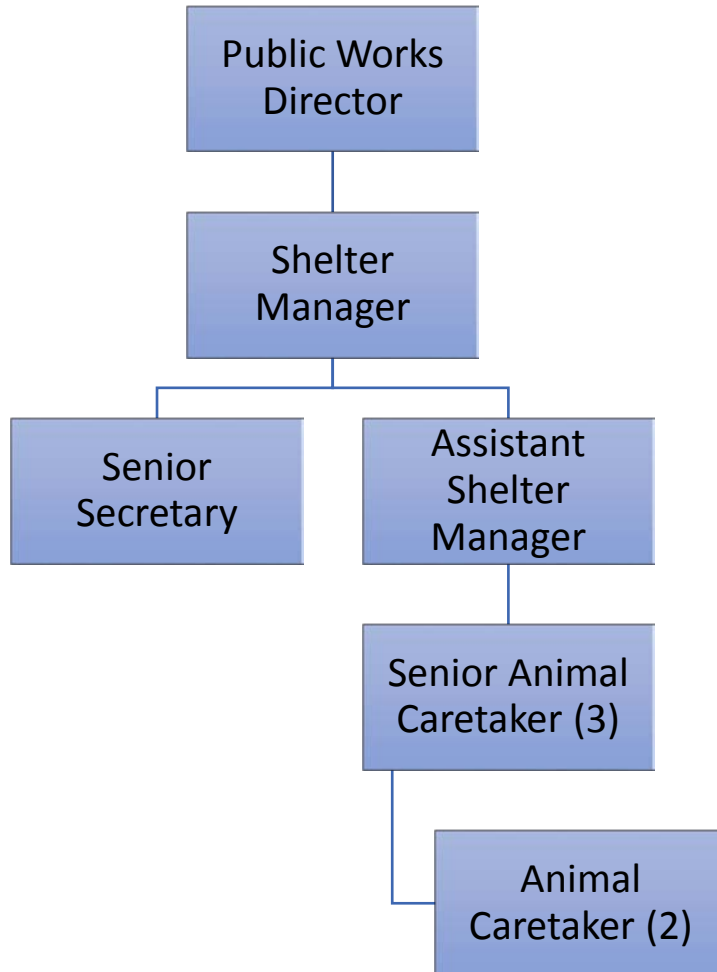 Public Works
Director
Shelter
Manager
Senior
Secretary
Assistant
Shelter
Manager
Senior Animal
Caretaker (3)
Animal
Caretaker (2)